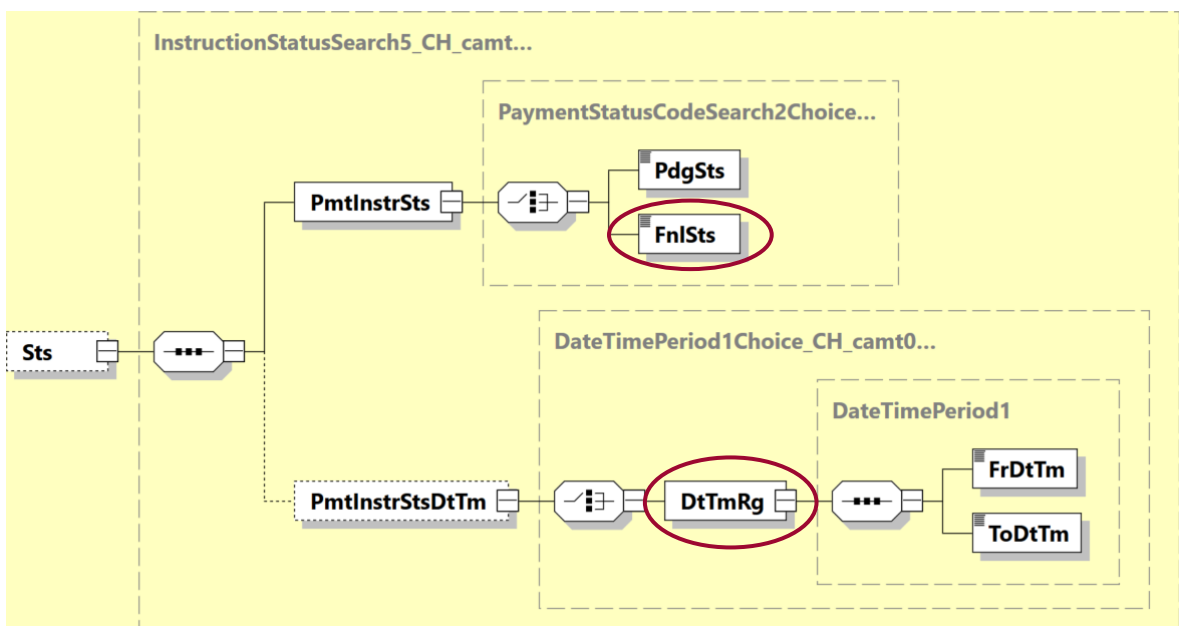 InstructionStatusSearch5_CH_camt...
PaymentStatusCodeSearch2Choice...
PdgSts
PmtInstrSts
FnlSts
Sts
DateTimePeriod1Choice_CH_camt0...
DateTimePeriod1
FrDtTm
PmtInstrStsDtTm
DtTmRg
ToDtTm